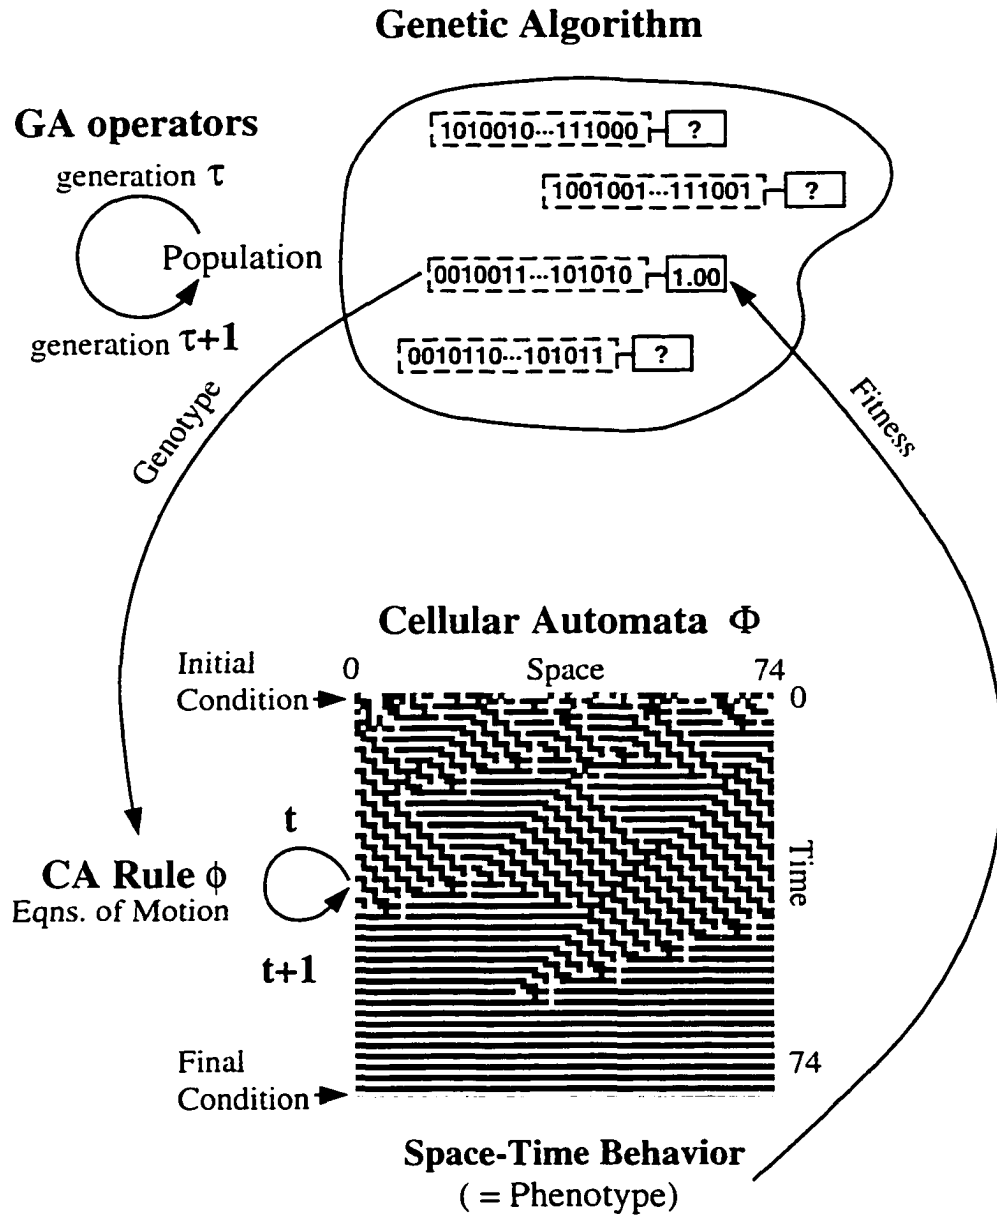 Genetic Algorithm
GA operators
generation τ
Population
generation τ+1
1010010···111000 ?
1001001···111001 ?
0010011···101010 1.00
0010110···101011 ?
Genotype
Fitness
Cellular Automata Φ
Initial
Condition
0 Space 74
0
Time
t
CA Rule ϕ
Eqns. of Motion
t+1
Final
Condition
74
Space-Time Behavior
( = Phenotype)